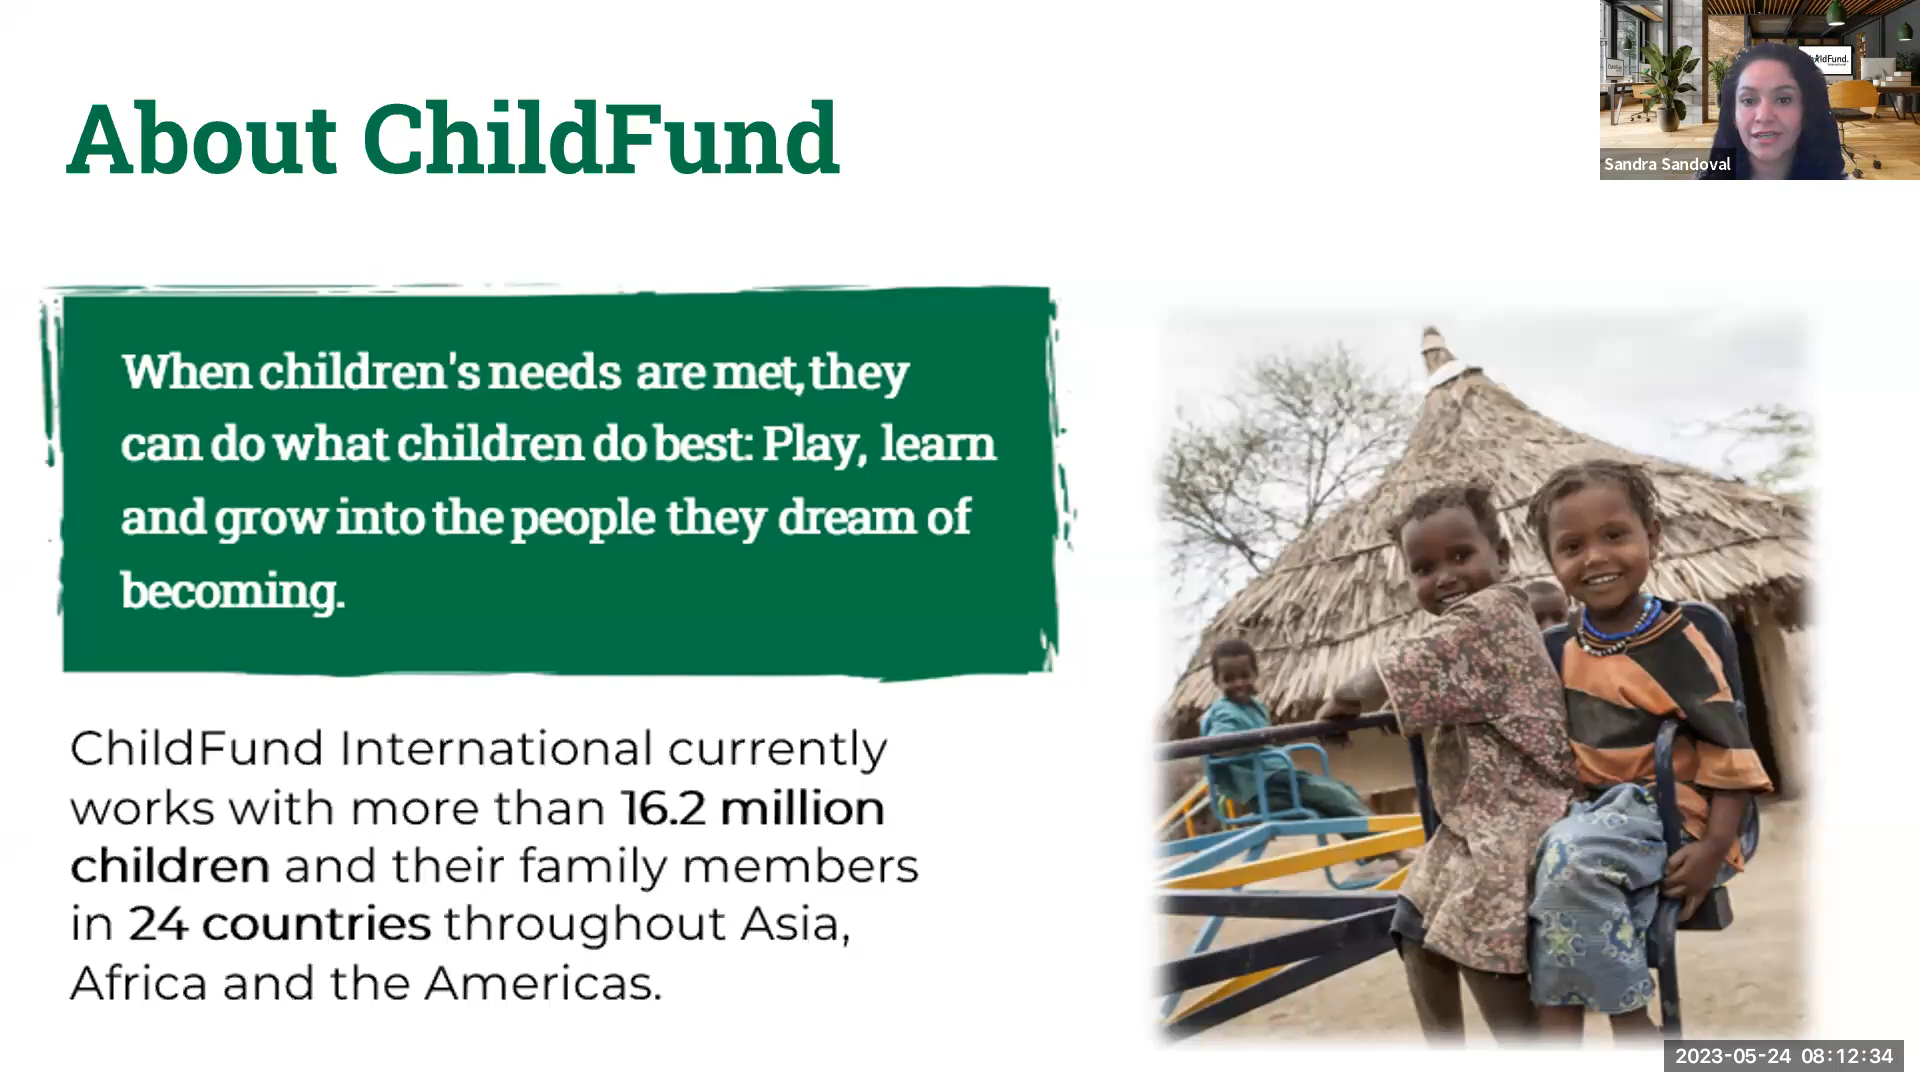 About ChildFund
Sandra Sandoval
When children's needs are met, they
can do what children do best: Play, learn
and grow into the people they dream of
becoming.
ChildFund International currently
works with more than 16.2 million
children and their family members
in 24 countries throughout Asia,
Africa and the Americas.
2023-05-24 08:12:34